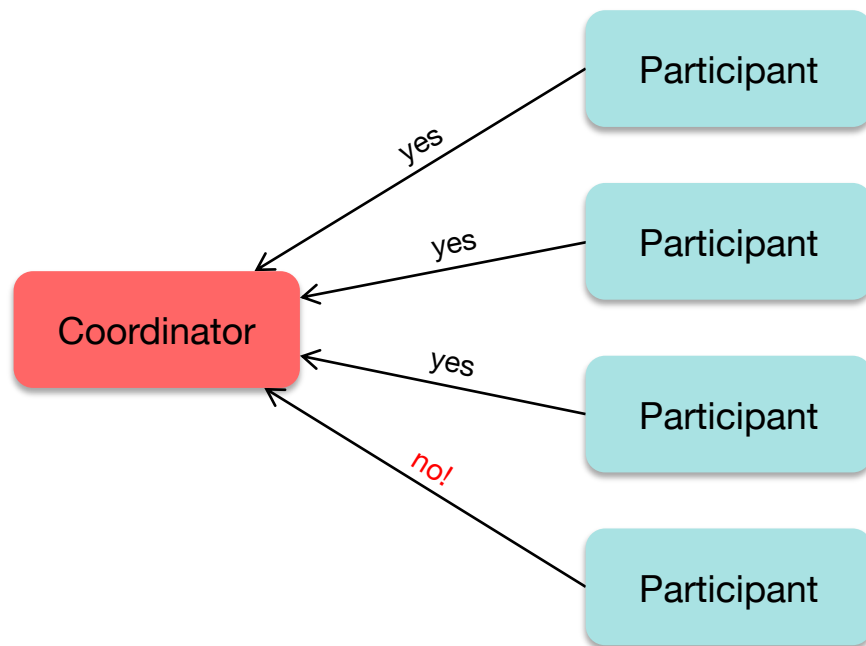 Participant
yes
Participant
yes
Coordinator
yes
Participant
no!
Participant